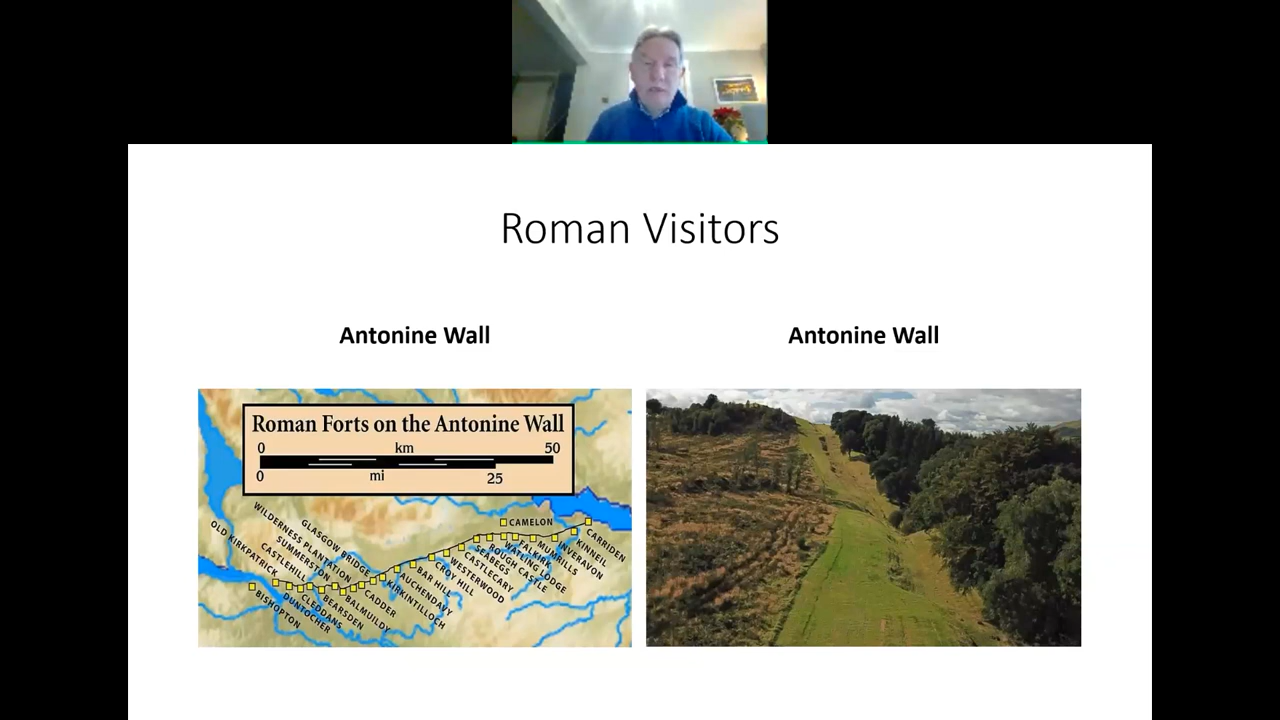 Roman Visitors
Antonine Wall
Antonine Wall
Roman Forts on the Antonine Wall
0 km 50
0 mi 25
CAMELON
GLASGOW BRIDGE
WILDERNESS PLANTATION
SUMMERSTON
CASTLEHILL
OLD KIRKPATRICK
BISHOPTON
DUNTOCHER
CLEDDANS
BEARSDEN
BALMUILDY
CADDER
KIRKINTILLOCH
AUCHENDAVY
BAR HILL
CROY HILL
WESTERWOOD
CASTLECARY
SEABEGS
ROUGH CASTLE
WATLING LODGE
FALKIRK
MUMRILLS
INVERAVON
KINNEIL
CARRIDEN